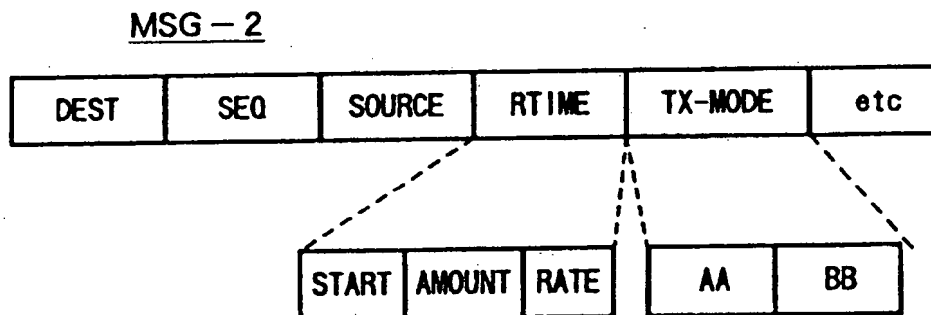 MSG-2
DEST SEQ SOURCE RTIME TX-MODE etc
START AMOUNT RATE AA BB